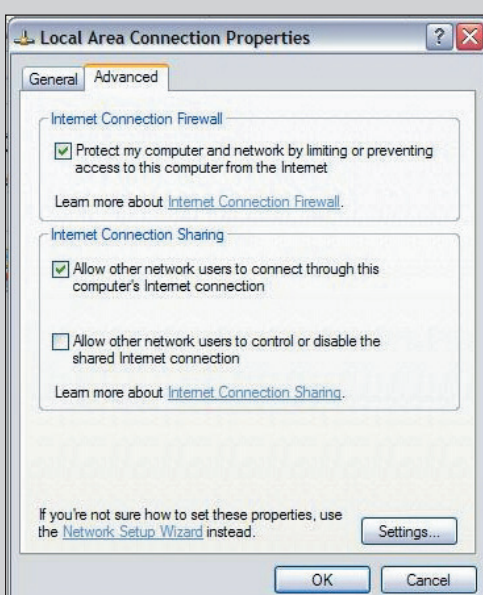 Local Area Connection Properties
General
Advanced
Internet Connection Firewall
Protect my computer and network by limiting or preventing
access to this computer from the Internet
Learn more about Internet Connection Firewall.
Internet Connection Sharing
Allow other network users to connect through this
computer's Internet connection
Allow other network users to control or disable the
shared Internet connection
Learn more about Internet Connection Sharing.
If you're not sure how to set these properties, use
the Network Setup Wizard instead.
Settings...
OK
Cancel